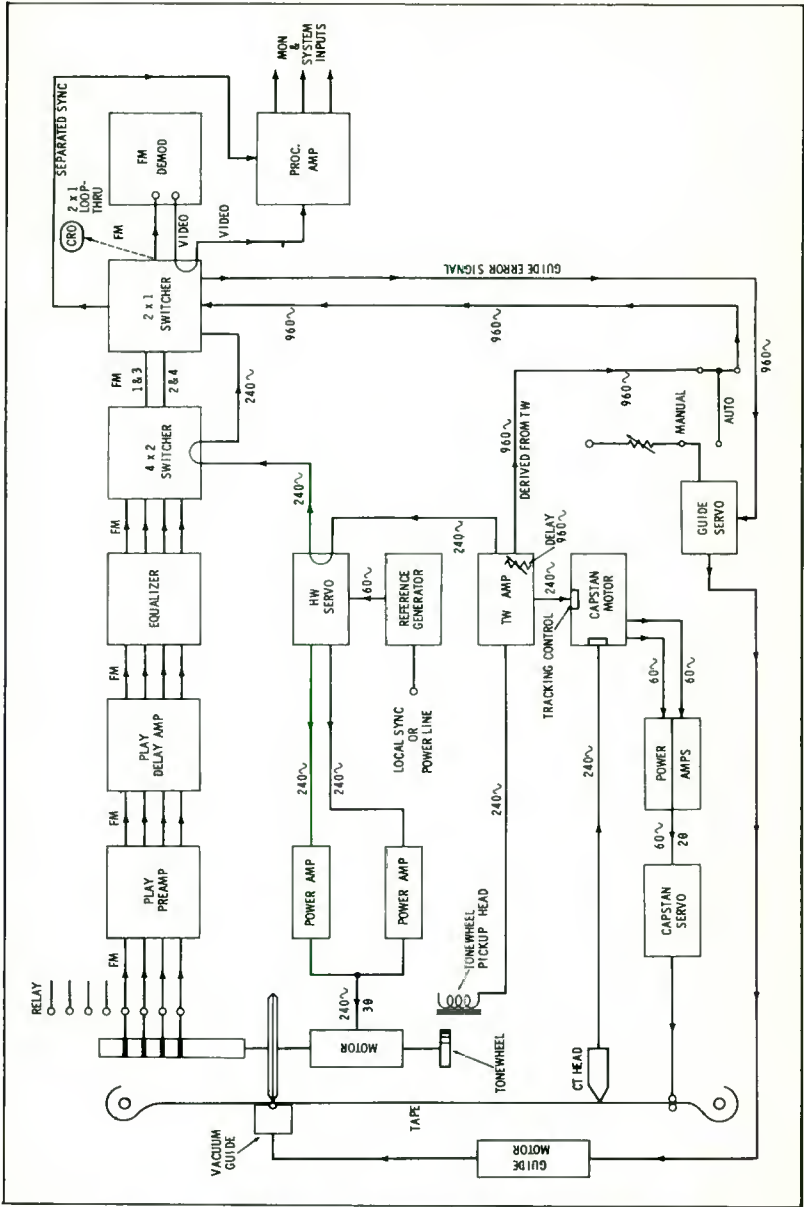 RELAY
FM
PLAY
PREAMP
FM
PLAY
DELAY AMP
FM
EQUALIZER
FM
4 x 2
SWITCHER
FM
1 & 3
2 & 4
240~
2 x 1
SWITCHER
SEPARATED SYNC
CRO
2 x 1
LOOP-
THRU
FM
VIDEO
VIDEO
FM
DEMOD
PROC.
AMP
MON
&
SYSTEM
INPUTS
GUIDE ERROR SIGNAL
960~
960~
960~
960~
960~
DERIVED FROM TW
MANUAL
AUTO
GUIDE
SERVO
240~
HW
SERVO
60~
REFERENCE
GENERATOR
LOCAL SYNC
OR
POWER LINE
240~
240~
240~
POWER AMP
POWER AMP
240~
3θ
MOTOR
TONEWHEEL
TONEWHEEL
PICKUP HEAD
240~
TW AMP
DELAY
960~
240~
TRACKING CONTROL
CAPSTAN
MOTOR
60~
60~
240~
POWER
AMPS
60~
2θ
CAPSTAN
SERVO
CT HEAD
TAPE
VACUUM
GUIDE
GUIDE
MOTOR